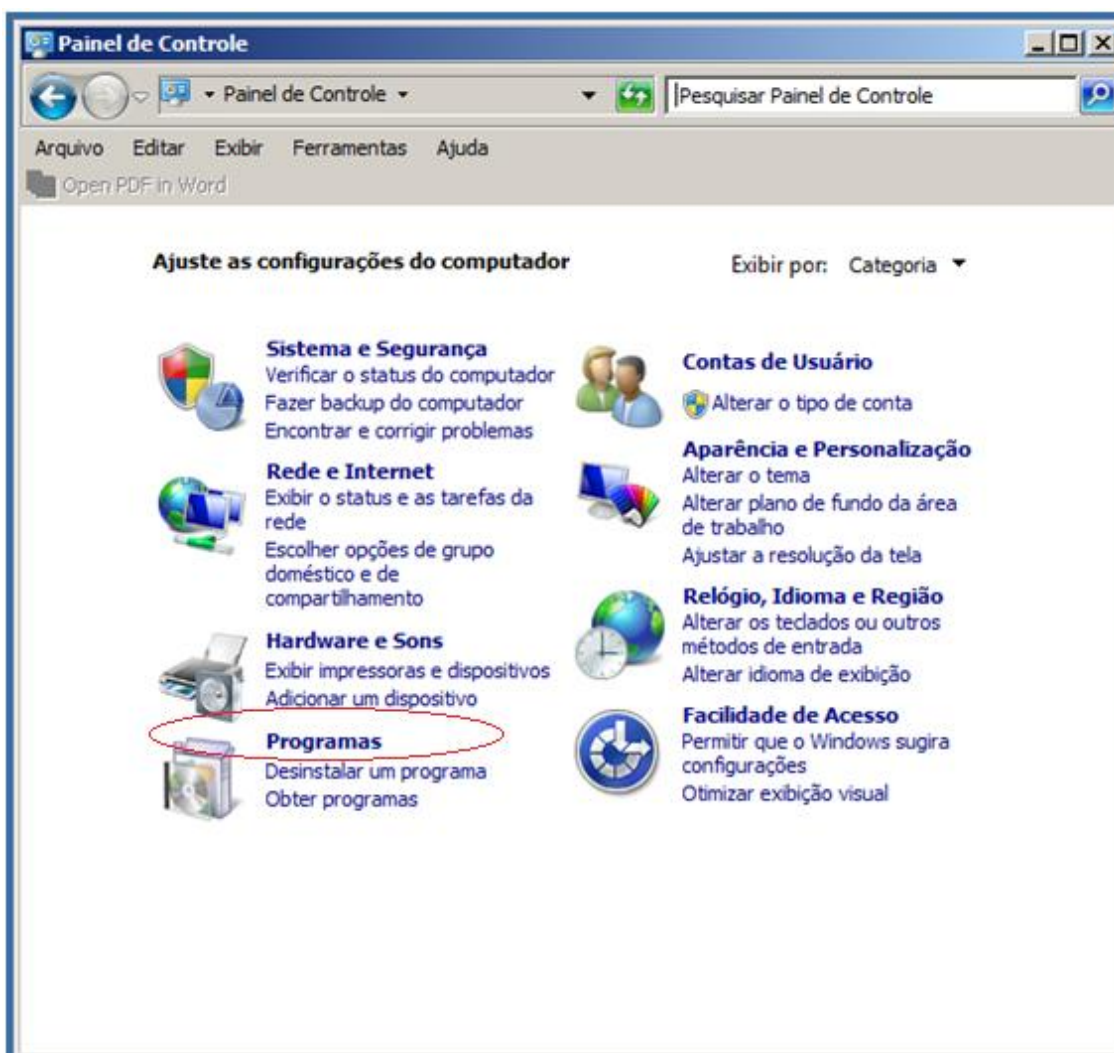 Painel de Controle
Painel de Controle
Pesquisar Painel de Controle
Arquivo Editar Exibir Ferramentas Ajuda
Open PDF in Word
Ajuste as configurações do computador
Exibir por: Categoria
Sistema e Segurança
Verificar o status do computador
Fazer backup do computador
Encontrar e corrigir problemas
Rede e Internet
Exibir o status e as tarefas da
rede
Escolher opções de grupo
doméstico e de
compartilhamento
Hardware e Sons
Exibir impressoras e dispositivos
Adicionar um dispositivo
Programas
Desinstalar um programa
Obter programas
Contas de Usuário
Alterar o tipo de conta
Aparência e Personalização
Alterar o tema
Alterar plano de fundo da área
de trabalho
Ajustar a resolução da tela
Relógio, Idioma e Região
Alterar os teclados ou outros
métodos de entrada
Alterar idioma de exibição
Facilidade de Acesso
Permitir que o Windows sugira
configurações
Otimizar exibição visual